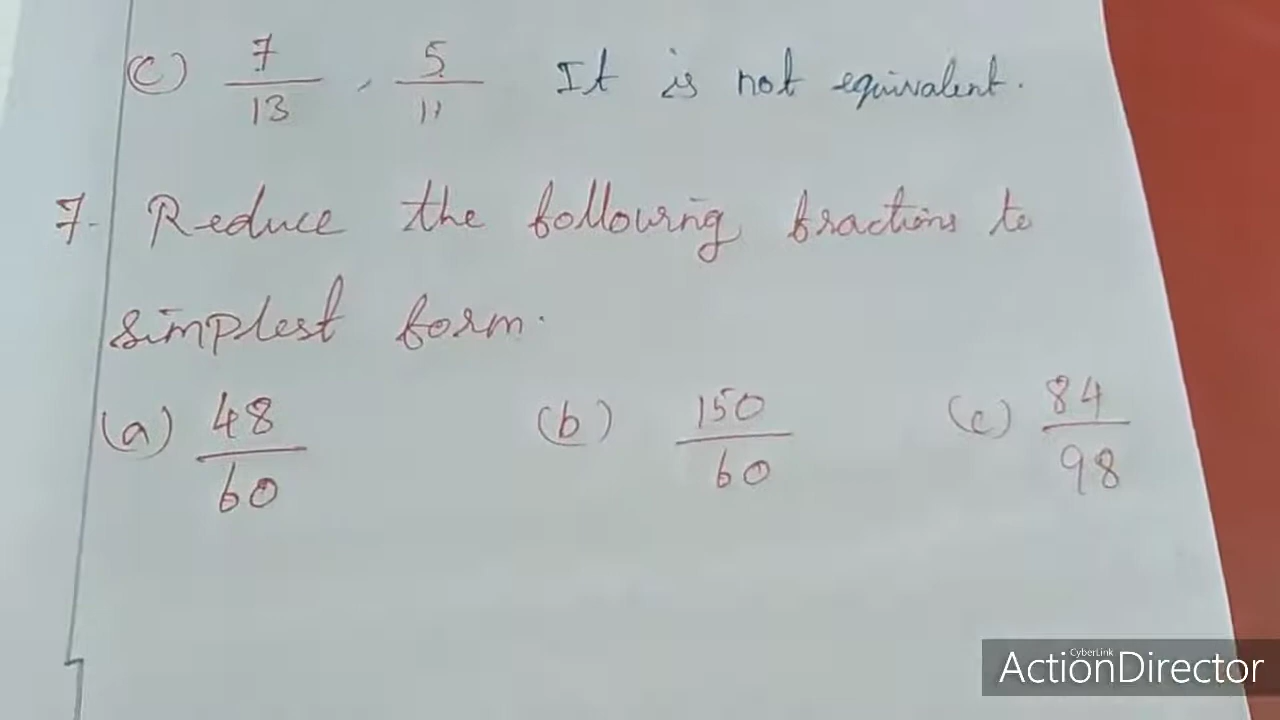 (c) 7/13 , 5/11 It is not equivalent.
7. Reduce the following fractions to
simplest form.
(a) 48/60 (b) 150/60 (c) 84/98
CyberLink
ActionDirector